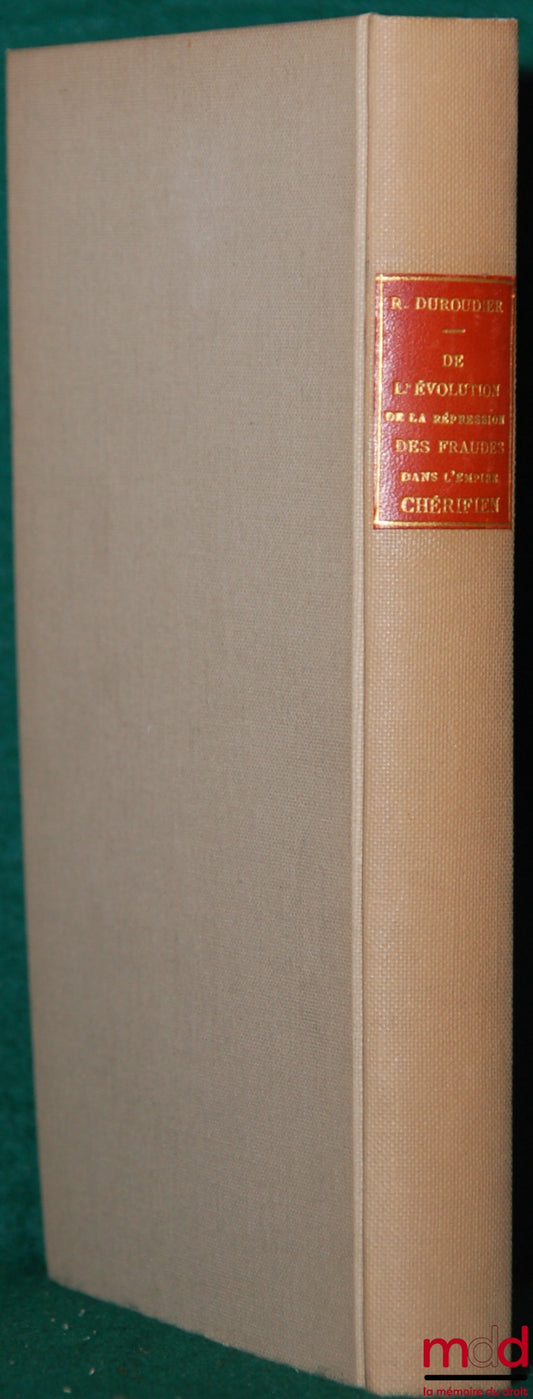 R. DUROUDIER
DE
L'ÉVOLUTION
DE LA RÉPRESSION
DES FRAUDES
DANS L'EMPIRE
CHÉRIFIEN
mdd
la mémoire du droit